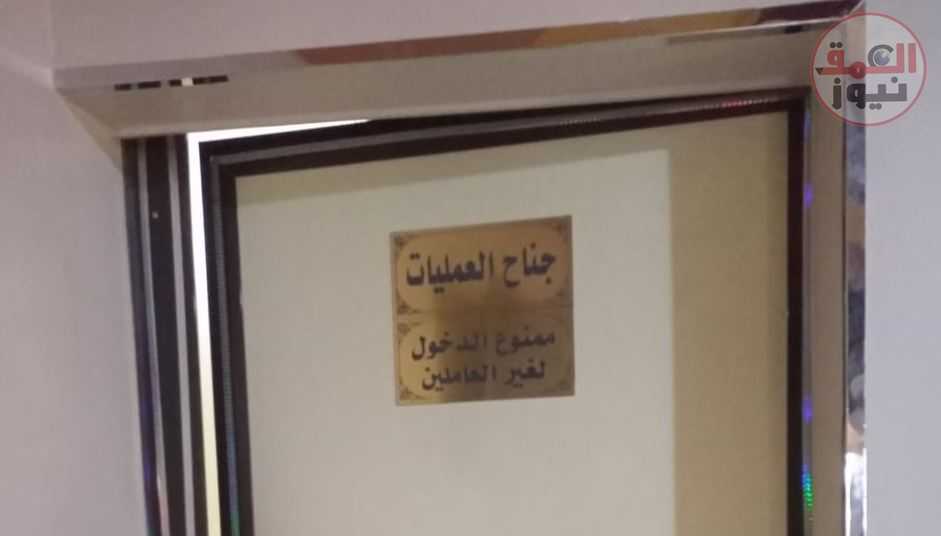 العمق
نيوز
جناح العمليات
ممنوع الدخول
لغير العاملين